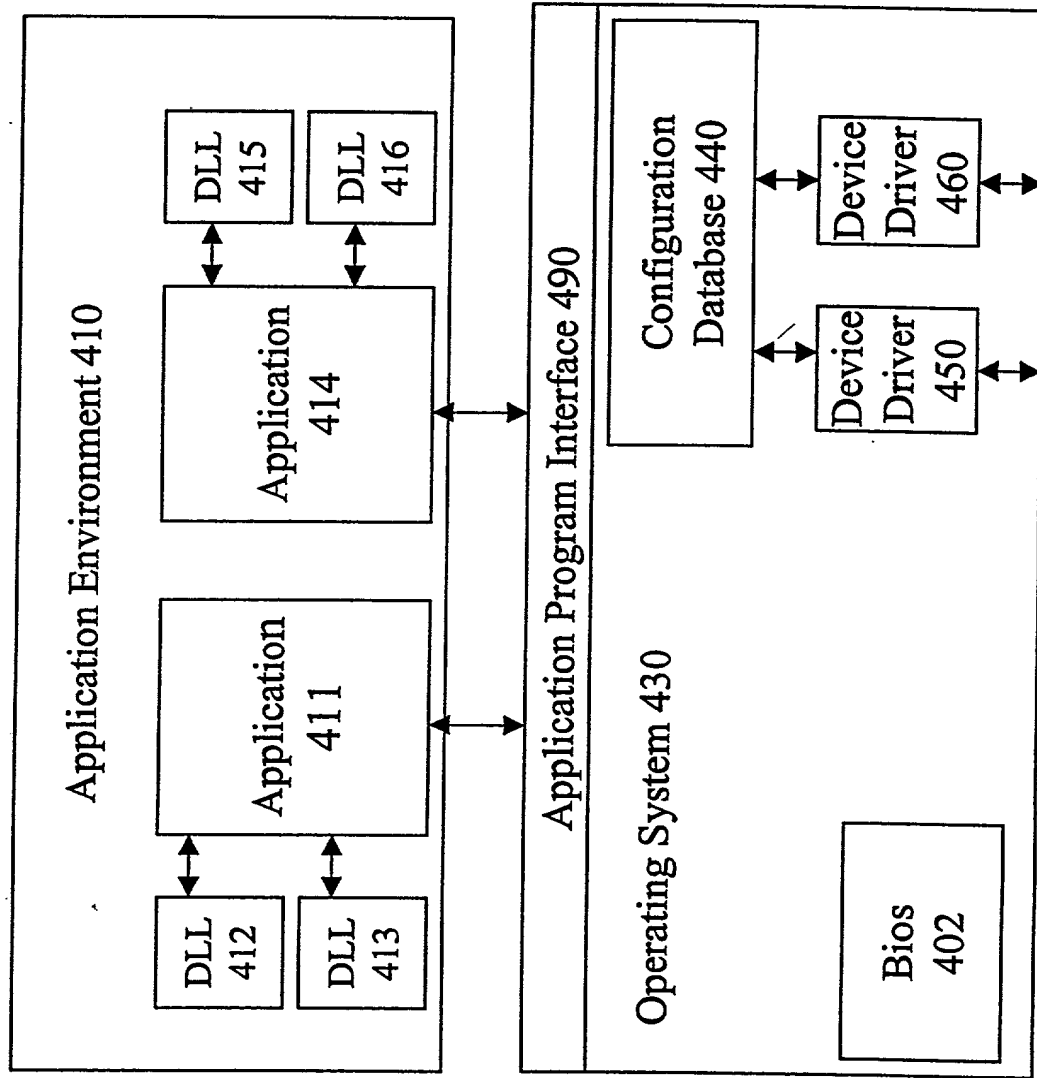 Application Environment 410
DLL
412
DLL
413
Application
411
Application
414
DLL
415
DLL
416
Application Program Interface 490
Operating System 430
Bios
402
Configuration
Database 440
Device
Driver
450
Device
Driver
460